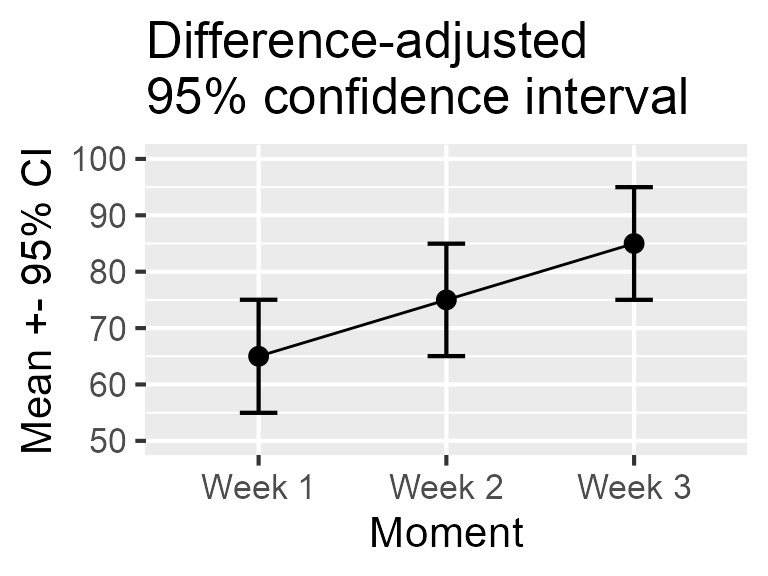 Difference-adjusted
95% confidence interval
Mean +- 95% CI
100
90
80
70
60
50
Week 1 Week 2 Week 3
Moment